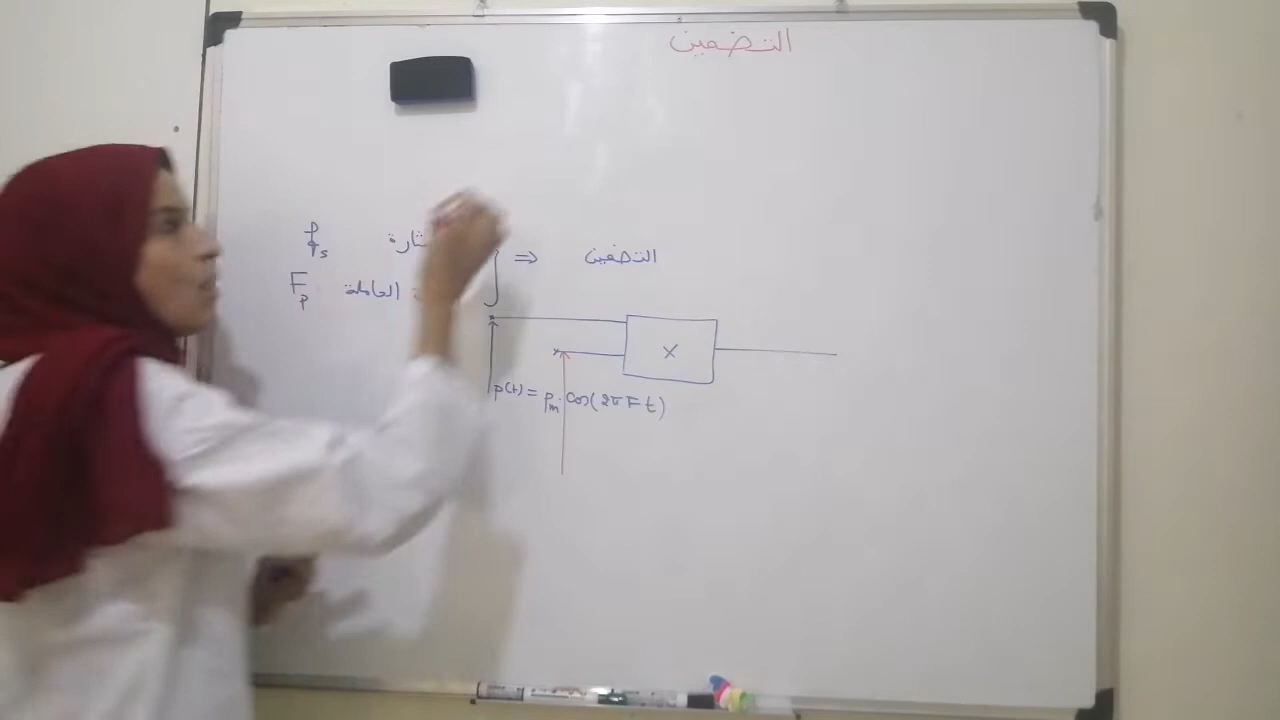 التضمين
f_s
⇒ التضمين
F_p العاملة
X
p(t) = P_m cos(2π F t)